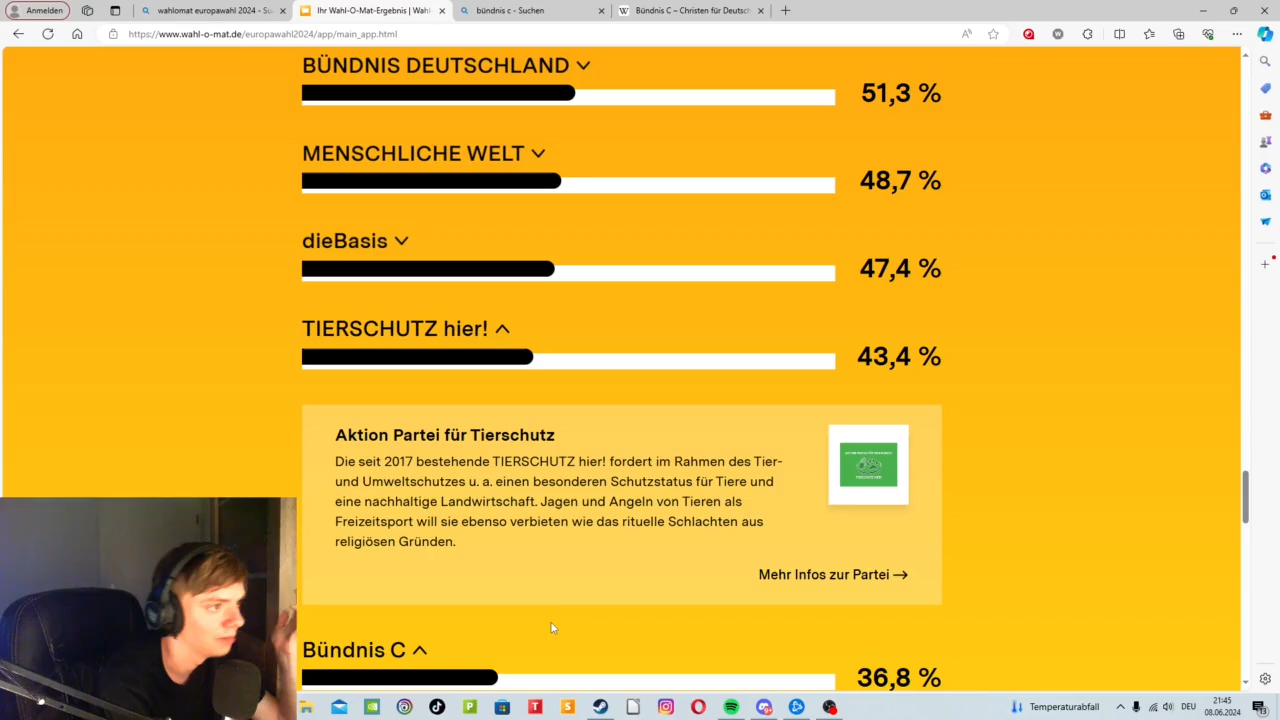 wahlomat europawahl 2024 - Su
Ihr Wahl-O-Mat-Ergebnis | Wahl
bündnis c - Suchen
Bündnis C – Christen für Deutsch
https://www.wahl-o-mat.de/europawahl2024/app/main_app.html
BÜNDNIS DEUTSCHLAND
51,3 %
MENSCHLICHE WELT
48,7 %
dieBasis
47,4 %
TIERSCHUTZ hier!
43,4 %
Aktion Partei für Tierschutz
Die seit 2017 bestehende TIERSCHUTZ hier! fordert im Rahmen des Tier-
und Umweltschutzes u. a. einen besonderen Schutzstatus für Tiere und
eine nachhaltige Landwirtschaft. Jagen und Angeln von Tieren als
Freizeitsport will sie ebenso verbieten wie das rituelle Schlachten aus
religiösen Gründen.
Mehr Infos zur Partei
Bündnis C
36,8 %
Temperaturabfall
DEU
21:45
08.06.2024
Anmelden